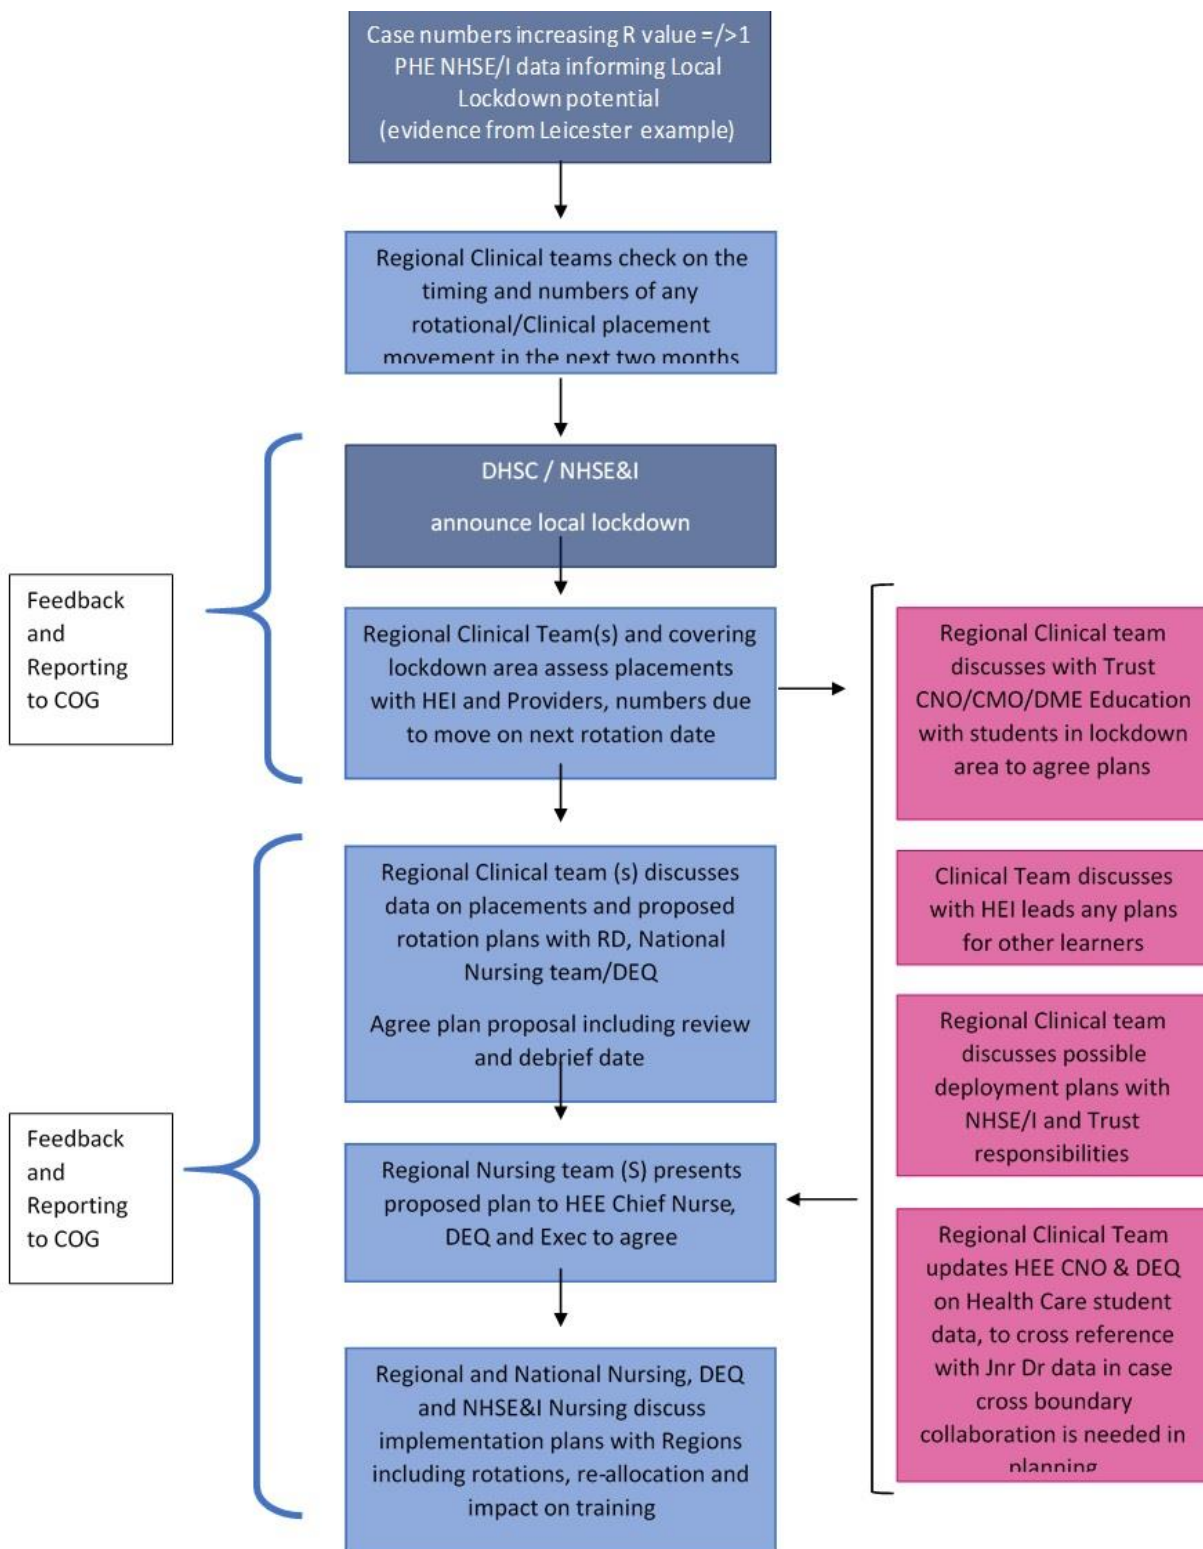 Case numbers increasing R value =/>1
PHE NHSE/I data informing Local
Lockdown potential
(evidence from Leicester example)
Regional Clinical teams check on the
timing and numbers of any
rotational/Clinical placement
movement in the next two months
DHSC / NHSE&I
announce local lockdown
Feedback
and
Reporting
to COG
Regional Clinical Team(s) and covering
lockdown area assess placements
with HEI and Providers, numbers due
to move on next rotation date
Regional Clinical team
discusses with Trust
CNO/CMO/DME Education
with students in lockdown
area to agree plans
Clinical Team discusses
with HEI leads any plans
for other learners
Regional Clinical team
discusses possible
deployment plans with
NHSE/I and Trust
responsibilities
Regional Clinical Team
updates HEE CNO & DEQ
on Health Care student
data, to cross reference
with Jnr Dr data in case
cross boundary
collaboration is needed in
planning
Regional Clinical team (s) discusses
data on placements and proposed
rotation plans with RD, National
Nursing team/DEQ
Agree plan proposal including review
and debrief date
Feedback
and
Reporting
to COG
Regional Nursing team (S) presents
proposed plan to HEE Chief Nurse,
DEQ and Exec to agree
Regional and National Nursing, DEQ
and NHSE&I Nursing discuss
implementation plans with Regions
including rotations, re-allocation and
impact on training